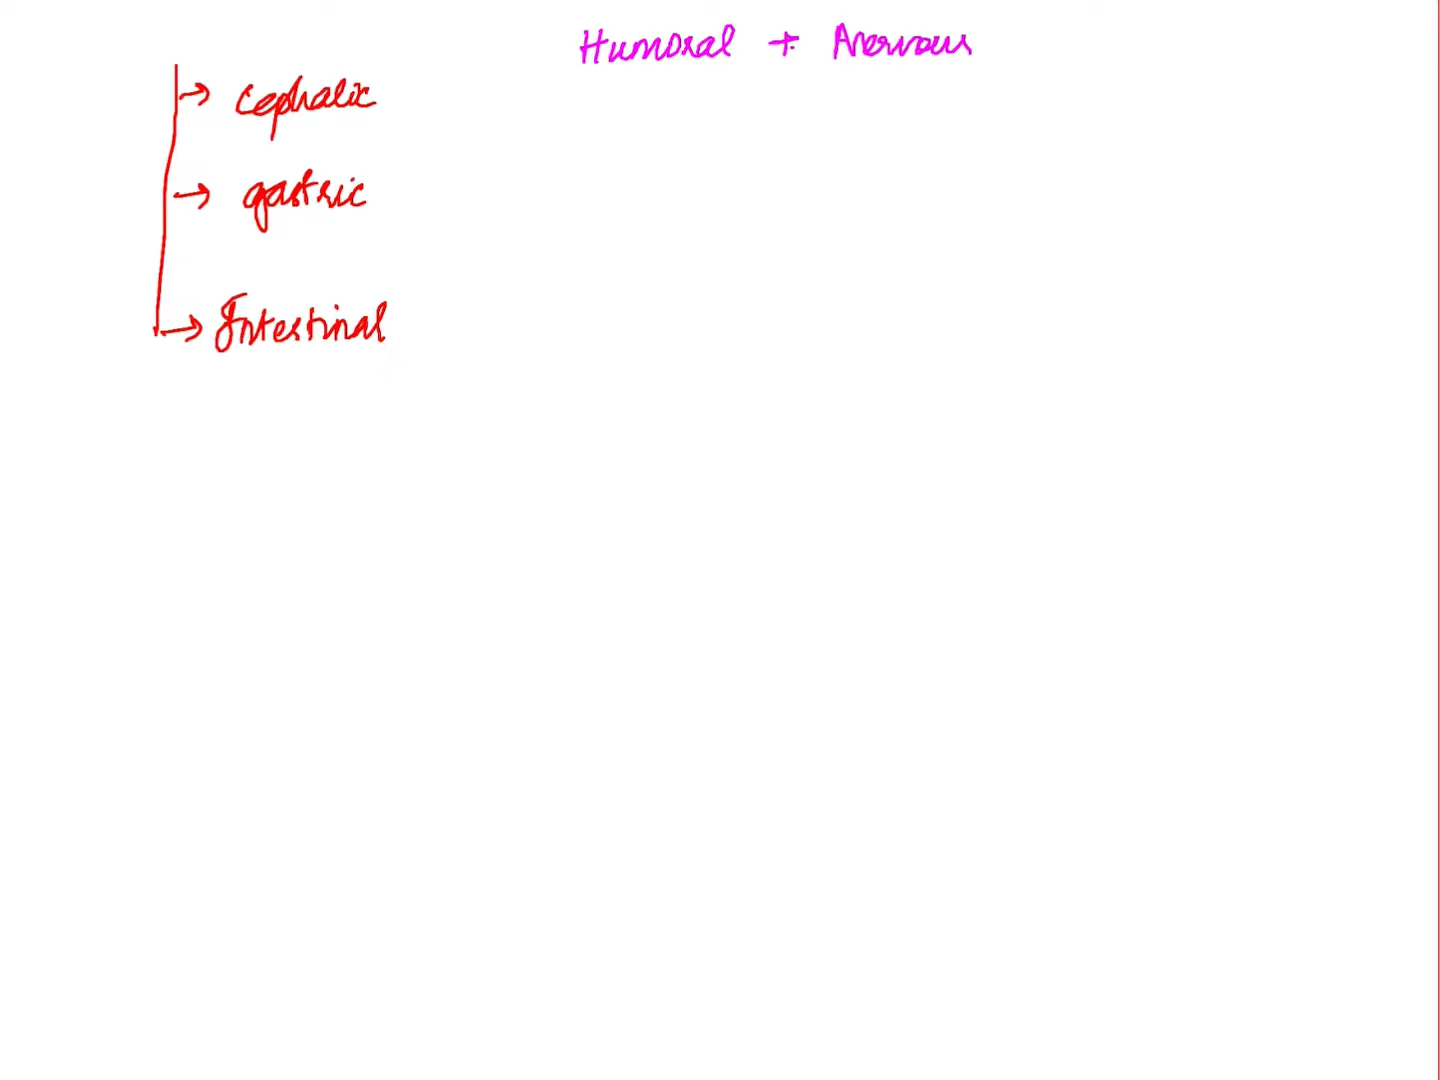 Humoral + Nervous
→ cephalic
→ gastric
→ Intestinal